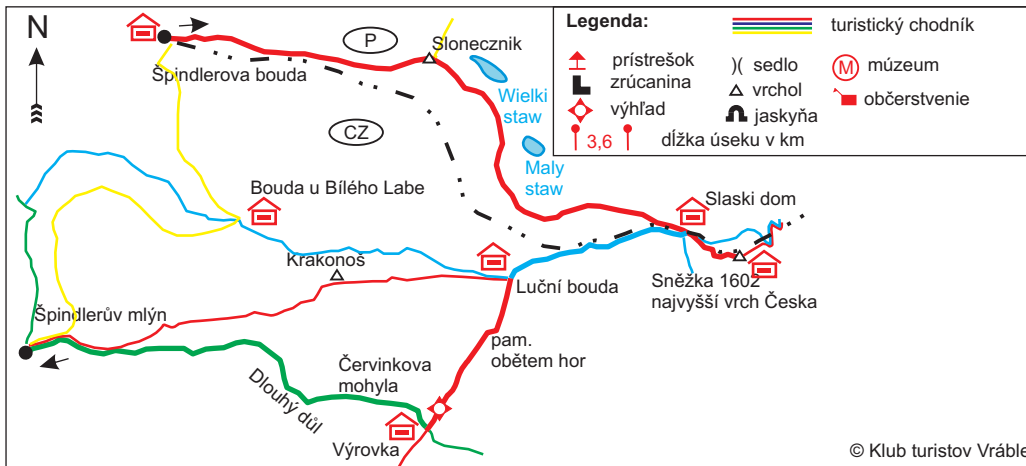 N
P
Slonecznik
Špindlerova bouda
Wielki
staw
CZ
Maly
staw
Bouda u Bílého Labe
Slaski dom
Krakonoš
Luční bouda
Sněžka 1602
najvyšší vrch Česka
Špindlerův mlýn
pam.
obětem hor
Červinkova
mohyla
Dlouhý důl
Výrovka
Legenda:
turistický chodník
prístrešok
zrúcanina
výhľad
3,6
dĺžka úseku v km
)( sedlo
vrchol
jaskyňa
M múzeum
občerstvenie
© Klub turistov Vráble